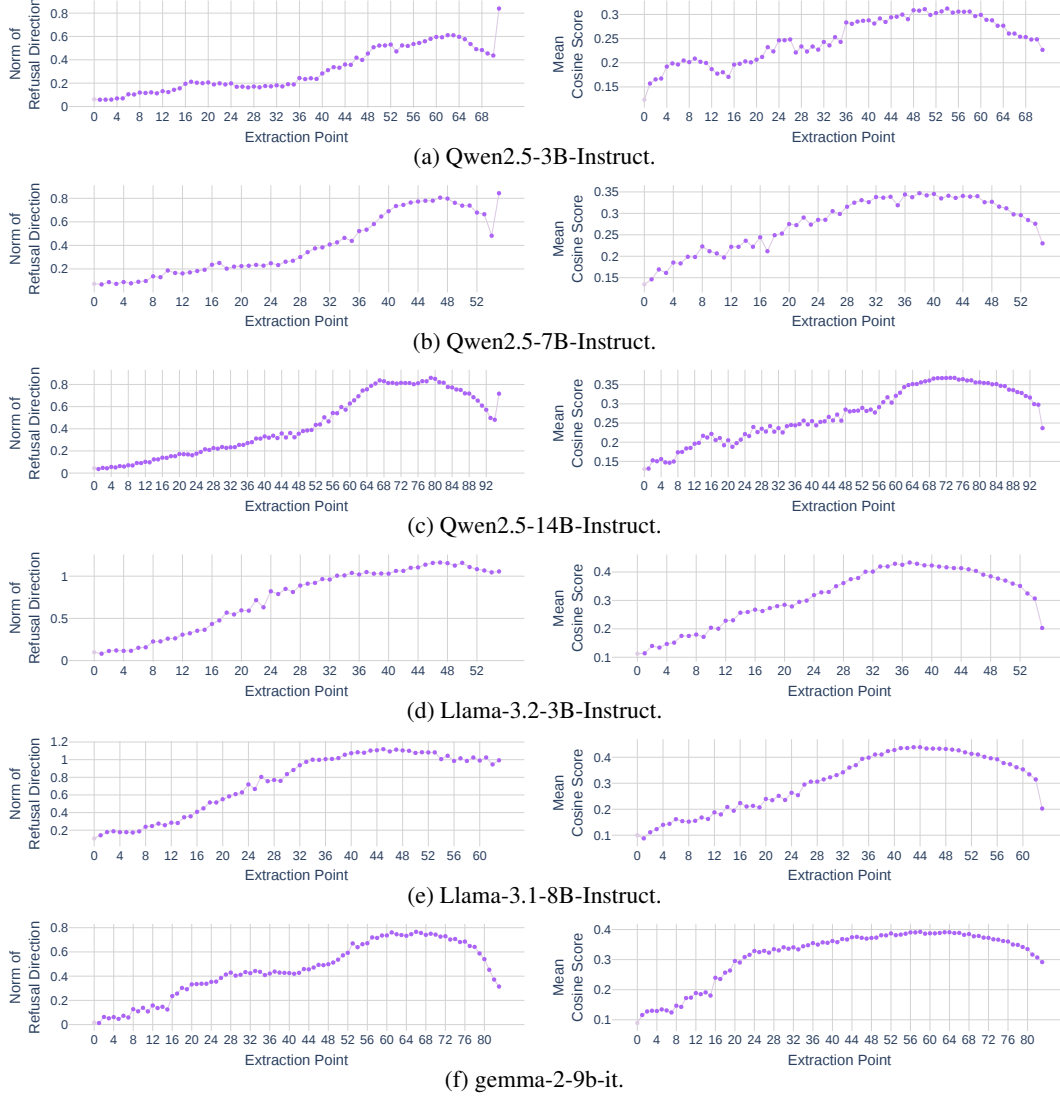 Norm of
Refusal Direction
0.8
0.6
0.4
0.2
0
0 4 8 12 16 20 24 28 32 36 40 44 48 52 56 60 64 68
Extraction Point
Mean
Cosine Score
0.3
0.25
0.2
0.15
0 4 8 12 16 20 24 28 32 36 40 44 48 52 56 60 64 68
Extraction Point
(a) Qwen2.5-3B-Instruct.
Norm of
Refusal Direction
0.8
0.6
0.4
0.2
0 4 8 12 16 20 24 28 32 36 40 44 48 52
Extraction Point
Mean
Cosine Score
0.35
0.3
0.25
0.2
0.15
0 4 8 12 16 20 24 28 32 36 40 44 48 52
Extraction Point
(b) Qwen2.5-7B-Instruct.
Norm of
Refusal Direction
0.8
0.6
0.4
0.2
0
0 4 8 12 16 20 24 28 32 36 40 44 48 52 56 60 64 68 72 76 80 84 88 92
Extraction Point
Mean
Cosine Score
0.35
0.3
0.25
0.2
0.15
0 4 8 12 16 20 24 28 32 36 40 44 48 52 56 60 64 68 72 76 80 84 88 92
Extraction Point
(c) Qwen2.5-14B-Instruct.
Norm of
Refusal Direction
1
0.5
0
0 4 8 12 16 20 24 28 32 36 40 44 48 52
Extraction Point
Mean
Cosine Score
0.4
0.3
0.2
0.1
0 4 8 12 16 20 24 28 32 36 40 44 48 52
Extraction Point
(d) Llama-3.2-3B-Instruct.
Norm of
Refusal Direction
1.2
1
0.8
0.6
0.4
0.2
0 4 8 12 16 20 24 28 32 36 40 44 48 52 56 60
Extraction Point
Mean
Cosine Score
0.4
0.3
0.2
0.1
0 4 8 12 16 20 24 28 32 36 40 44 48 52 56 60
Extraction Point
(e) Llama-3.1-8B-Instruct.
Norm of
Refusal Direction
0.8
0.6
0.4
0.2
0
0 4 8 12 16 20 24 28 32 36 40 44 48 52 56 60 64 68 72 76 80
Extraction Point
Mean
Cosine Score
0.4
0.3
0.2
0.1
0 4 8 12 16 20 24 28 32 36 40 44 48 52 56 60 64 68 72 76 80
Extraction Point
(f) gemma-2-9b-it.